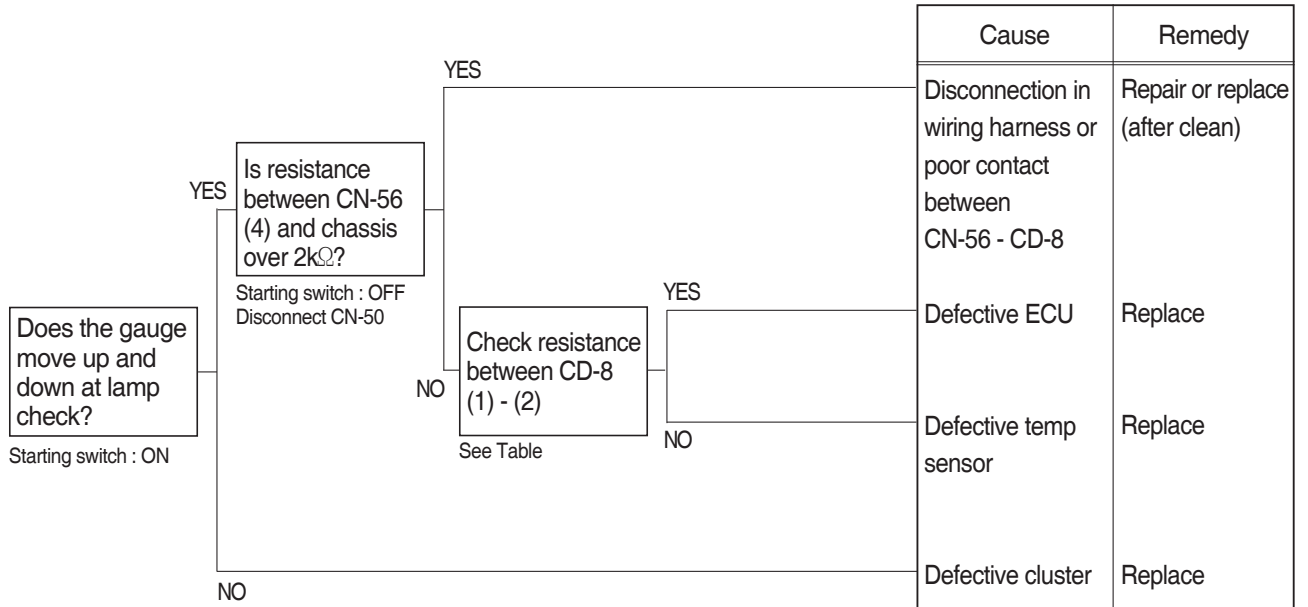 Cause
Remedy
YES
Disconnection in
wiring harness or
poor contact
between
CN-56 - CD-8
Repair or replace
(after clean)
YES
Is resistance
between CN-56
(4) and chassis
over 2kΩ?
Starting switch : OFF
Disconnect CN-50
YES
Defective ECU
Replace
Does the gauge
move up and
down at lamp
check?
Starting switch : ON
NO
Check resistance
between CD-8
(1) - (2)
See Table
NO
Defective temp
sensor
Replace
NO
Defective cluster
Replace